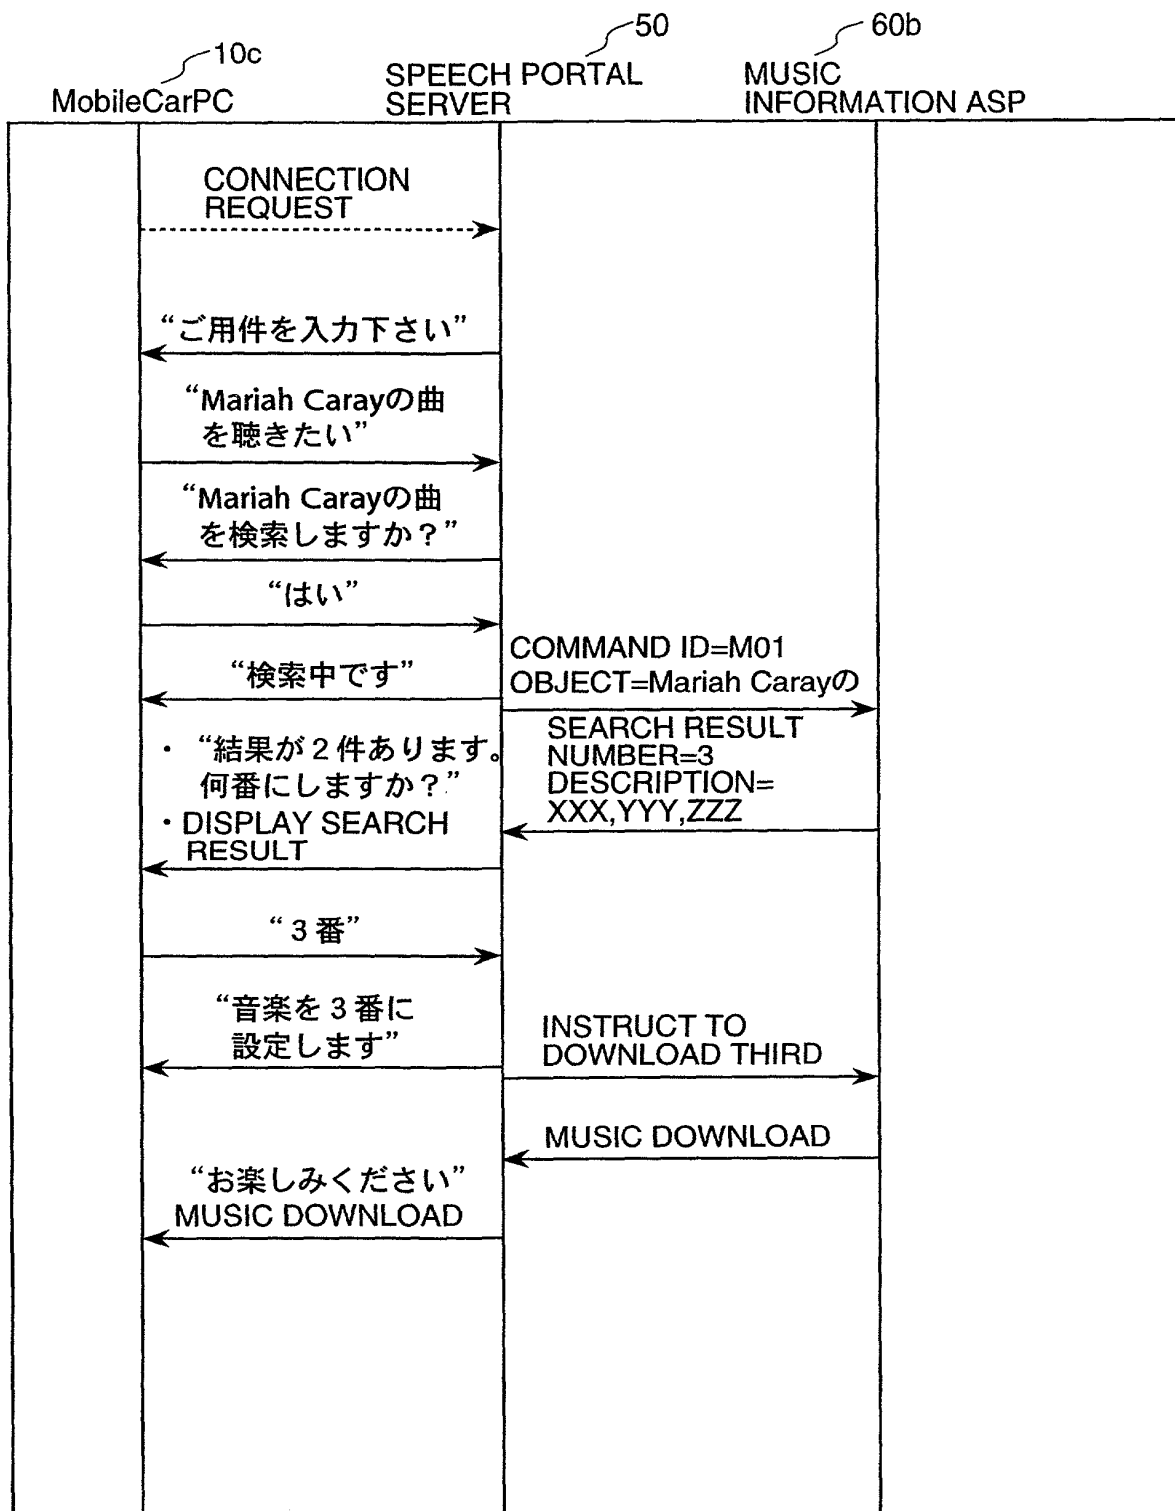 10c
50
60b
MobileCarPC
SPEECH PORTAL
SERVER
MUSIC
INFORMATION ASP
CONNECTION
REQUEST
“ご用件を入力下さい”
“Mariah Carayの曲
を聴きたい”
“Mariah Carayの曲
を検索しますか？”
“はい”
“検索中です”
COMMAND ID=M01
OBJECT=Mariah Carayの
SEARCH RESULT
NUMBER=3
DESCRIPTION=
XXX,YYY,ZZZ
・ “結果が２件あります。
何番にしますか？”
・DISPLAY SEARCH
RESULT
“３番”
“音楽を３番に
設定します”
INSTRUCT TO
DOWNLOAD THIRD
MUSIC DOWNLOAD
“お楽しみください”
MUSIC DOWNLOAD